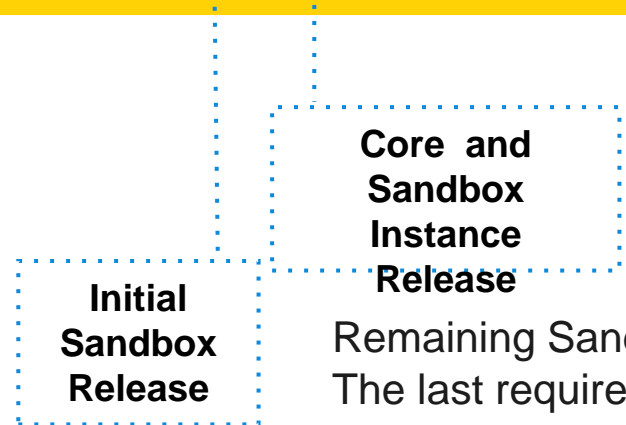 Core and
Sandbox
Instance
Release
Initial
Sandbox
Release
Remaining
The last